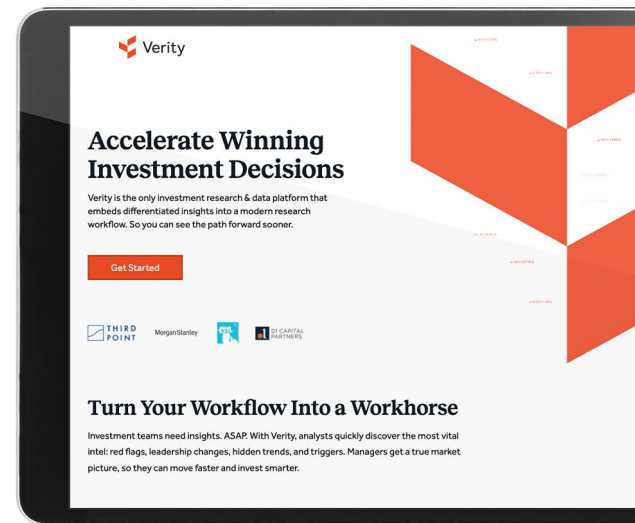 Verity
Accelerate Winning
Investment Decisions
Verity is the only investment research & data platform that
embeds differentiated insights into a modern research
workflow. So you can see the path forward sooner.
Get Started
THIRD
POINT
Morgan Stanley
D1 CAPITAL
PARTNERS
Turn Your Workflow Into a Workhorse
Investment teams need insights. ASAP. With Verity, analysts quickly discover the most vital
intel: red flags, leadership changes, hidden trends, and triggers. Managers get a true market
picture, so they can move faster and invest smarter.